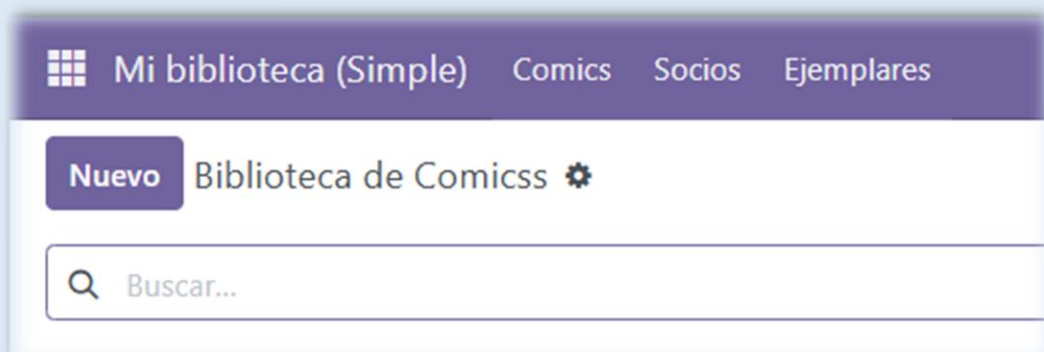 Mi biblioteca (Simple) Comics Socios Ejemplares
Nuevo Biblioteca de Comicss
Buscar...